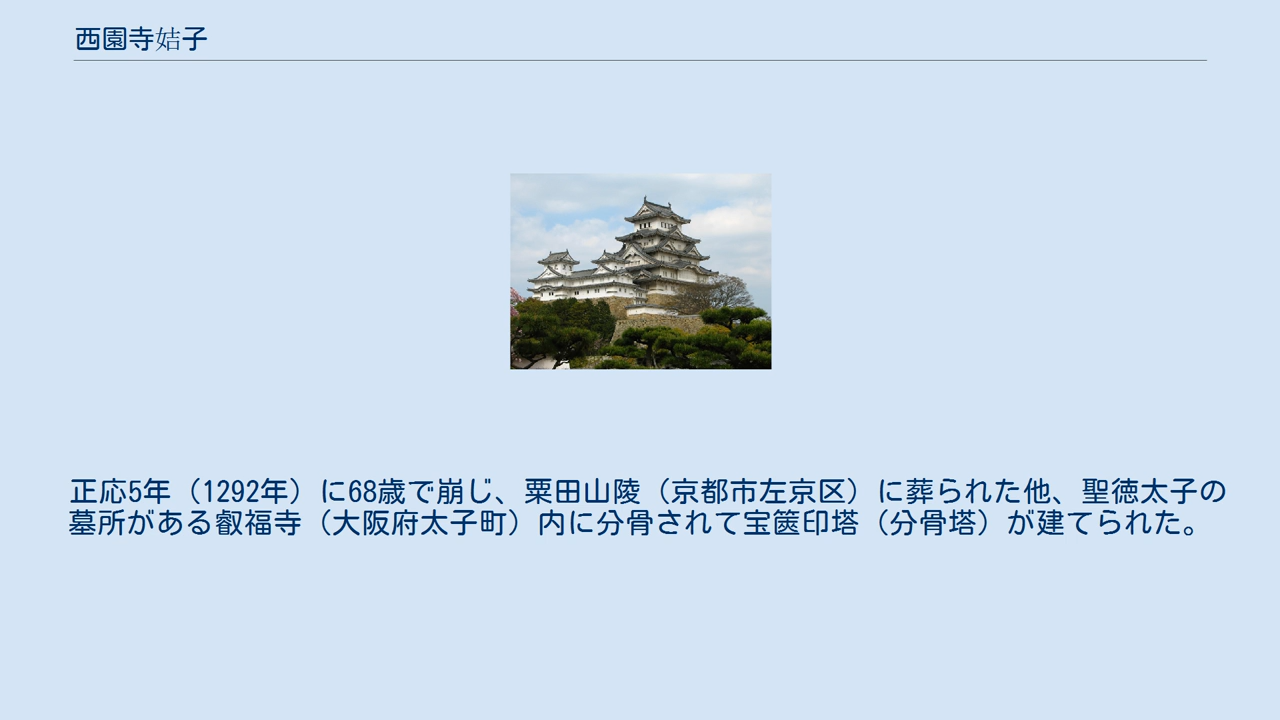 西園寺姞子
正応5年（1292年）に68歳で崩じ、粟田山陵（京都市左京区）に葬られた他、聖徳太子の
墓所がある叡福寺（大阪府太子町）内に分骨されて宝篋印塔（分骨塔）が建てられた。